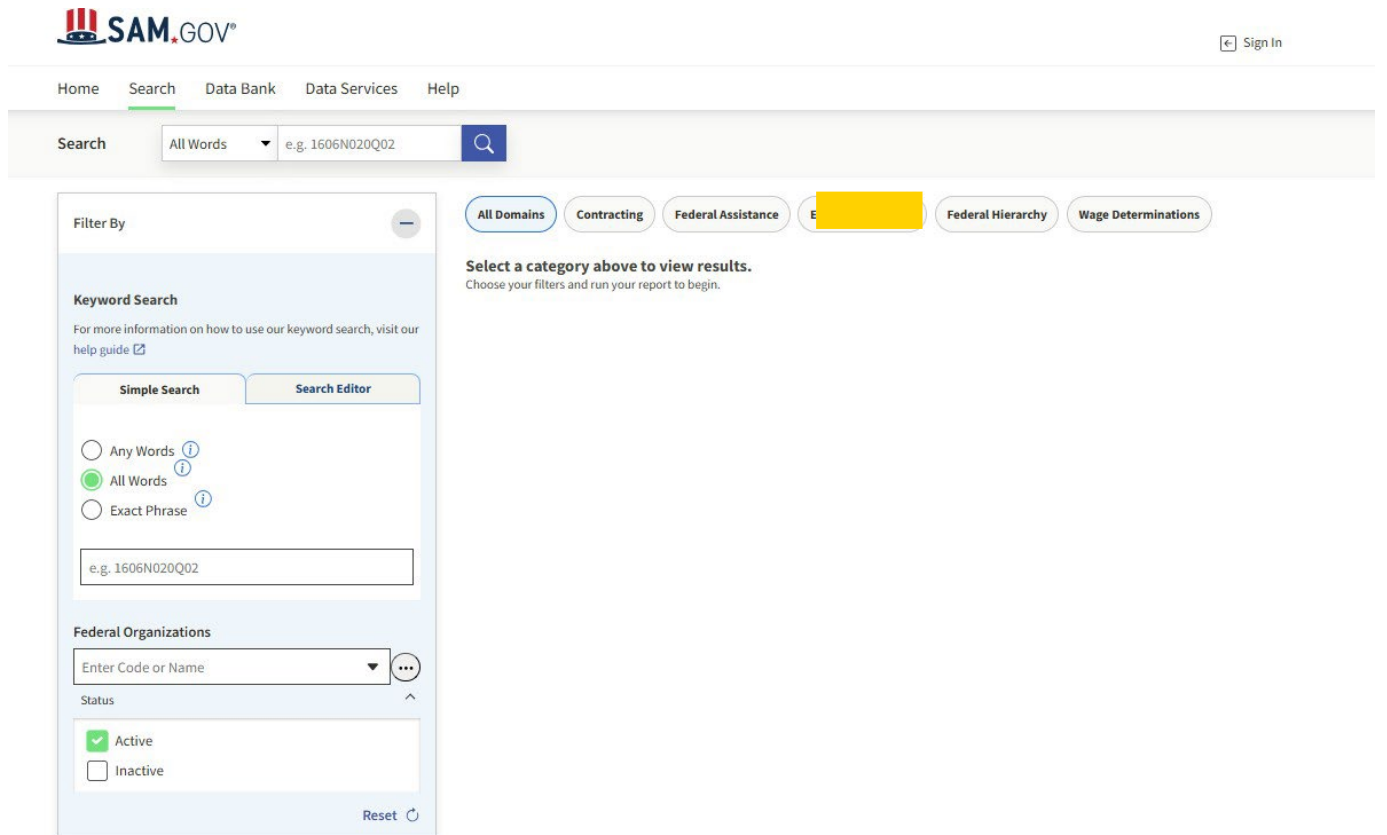 SAM.GOV®
Sign In
Home Search Data Bank Data Services Help
Search All Words e.g. 1606N020Q02
Filter By
All Domains Contracting Federal Assistance Federal Hierarchy Wage Determinations
Select a category above to view results.
Choose your filters and run your report to begin.
Keyword Search
For more information on how to use our keyword search, visit our
help guide
Simple Search Search Editor
Any Words
All Words
Exact Phrase
e.g. 1606N020Q02
Federal Organizations
Enter Code or Name
Status
Active
Inactive
Reset